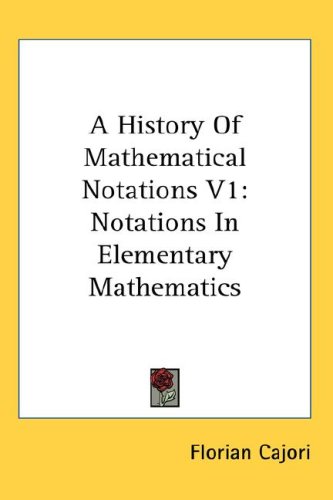 A History Of
Mathematical
Notations V1:
Notations In
Elementary
Mathematics
Florian Cajori